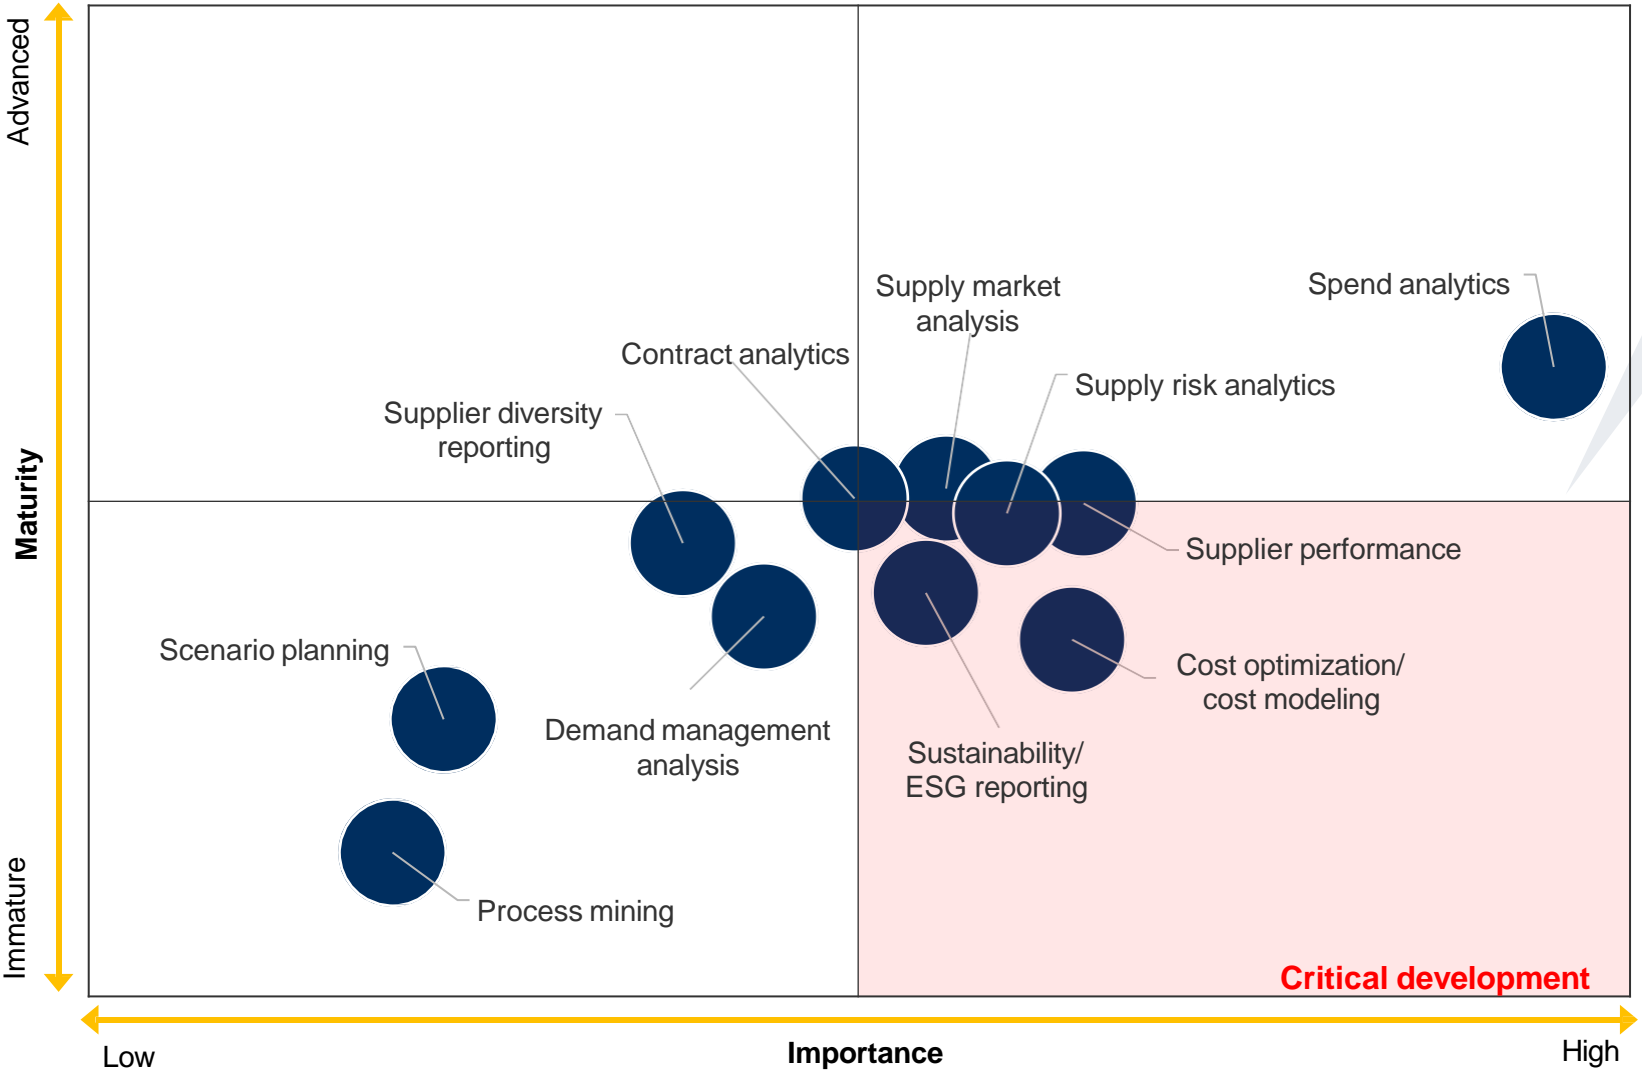 Advanced
Maturity
Immature
Supply market
analysis
Spend analytics
Contract analytics
Supply risk analytics
Supplier diversity
reporting
Supplier performance
Scenario planning
Cost optimization/
cost modeling
Demand management
analysis
Sustainability/
ESG reporting
Process mining
Critical development
Low
Importance
High